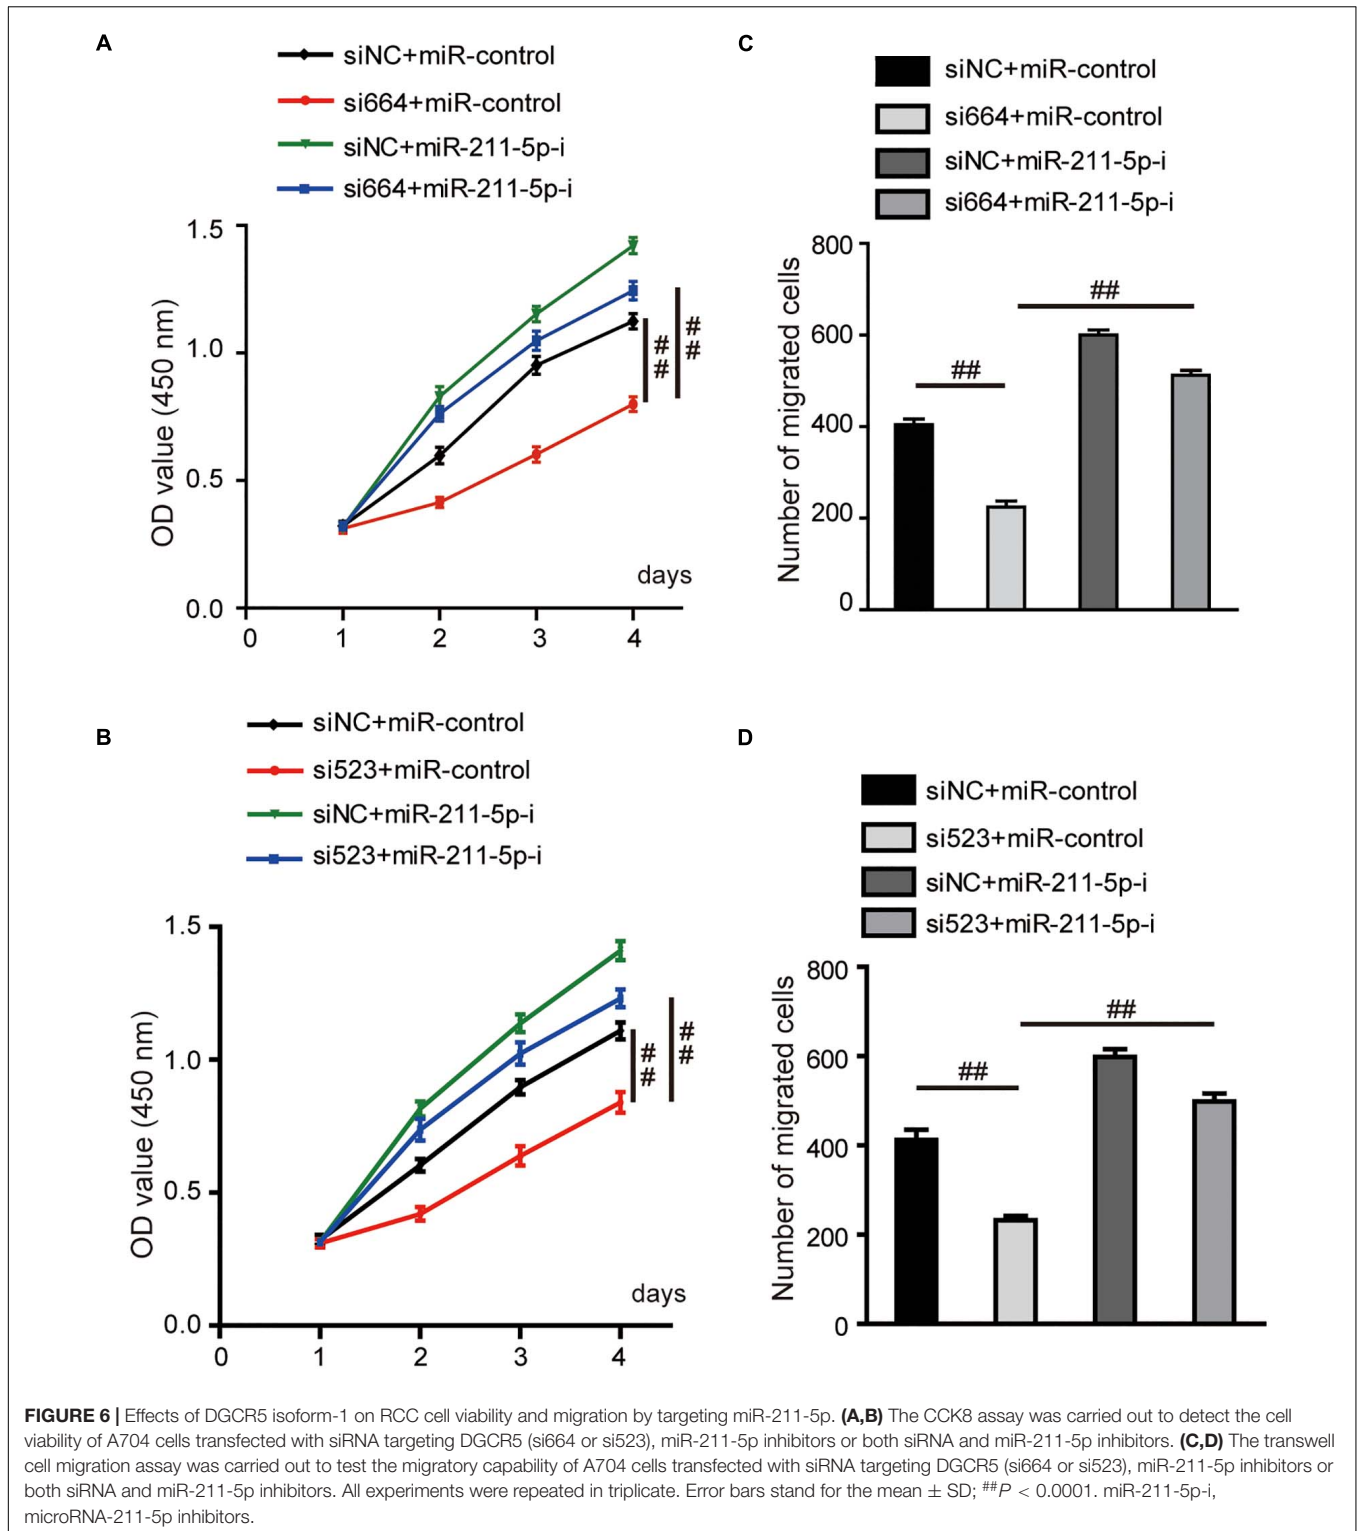 A
siNC+miR-control
si664+miR-control
siNC+miR-211-5p-i
si664+miR-211-5p-i
1.5
1.0
0.5
0.0
OD value (450 nm)
##
##
days
0 1 2 3 4
C
siNC+miR-control
si664+miR-control
siNC+miR-211-5p-i
si664+miR-211-5p-i
800
600
400
200
0
Number of migrated cells
##
##
B
siNC+miR-control
si523+miR-control
siNC+miR-211-5p-i
si523+miR-211-5p-i
1.5
1.0
0.5
0.0
OD value (450 nm)
##
##
days
0 1 2 3 4
D
siNC+miR-control
si523+miR-control
siNC+miR-211-5p-i
si523+miR-211-5p-i
800
600
400
200
0
Number of migrated cells
##
##
FIGURE 6 | Effects of DGCR5 isoform-1 on RCC cell viability and migration by targeting miR-211-5p. (A,B) The CCK8 assay was carried out to detect the cell
viability of A704 cells transfected with siRNA targeting DGCR5 (si664 or si523), miR-211-5p inhibitors or both siRNA and miR-211-5p inhibitors. (C,D) The transwell
cell migration assay was carried out to test the migratory capability of A704 cells transfected with siRNA targeting DGCR5 (si664 or si523), miR-211-5p inhibitors or
both siRNA and miR-211-5p inhibitors. All experiments were repeated in triplicate. Error bars stand for the mean ± SD; ##P < 0.0001. miR-211-5p-i,
microRNA-211-5p inhibitors.